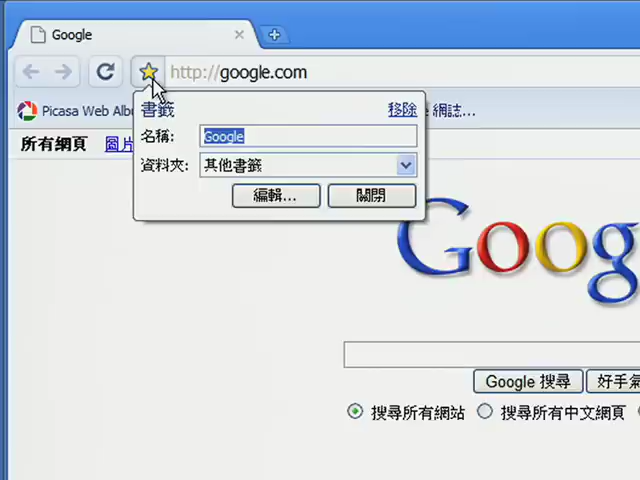 Google
http://google.com
Picasa Web
網誌...
書籤 移除
名稱: Google
資料夾: 其他書籤
編輯... 關閉
所有網頁 圖片
Goog
Google 搜尋 好手氣
搜尋所有網站 搜尋所有中文網頁